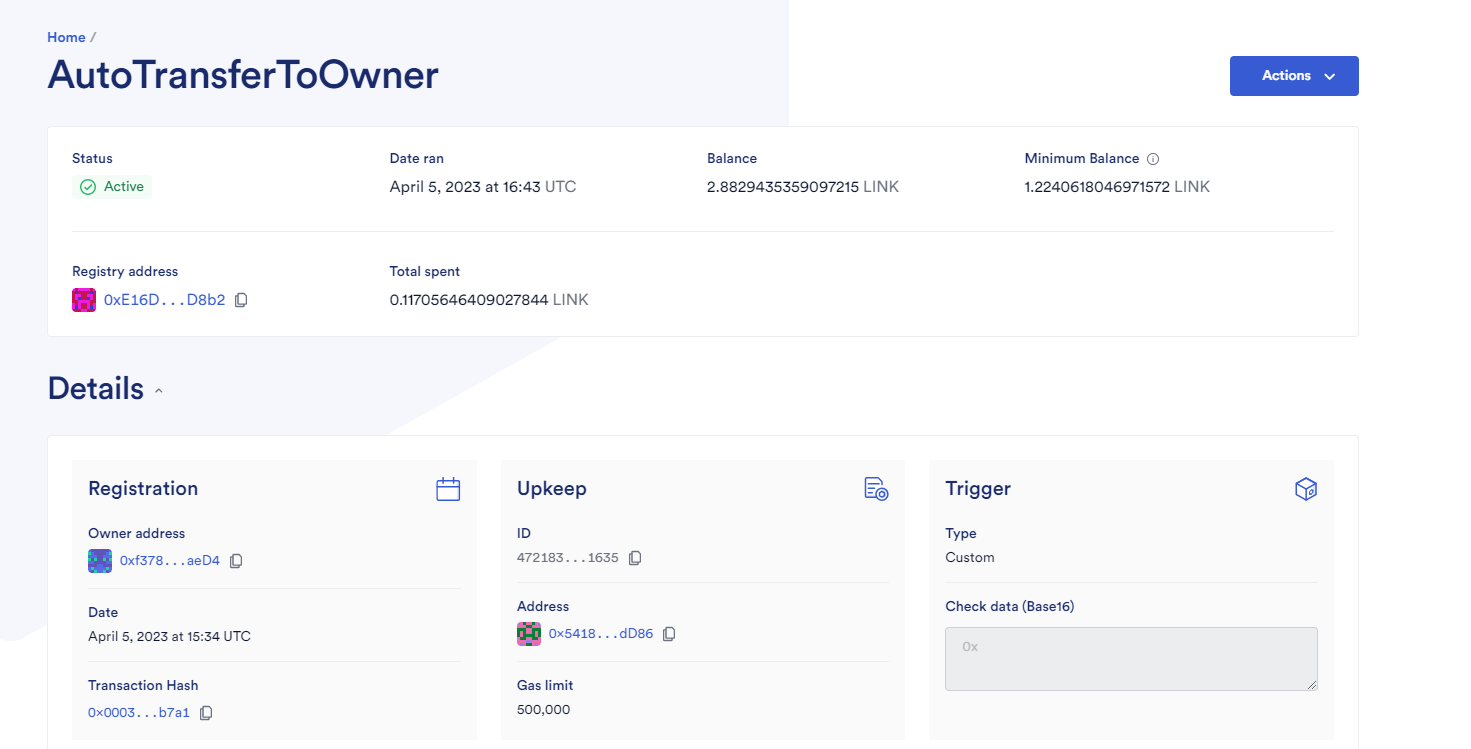 Home /
AutoTransferToOwner
Actions
Status
Date ran
Balance
Minimum Balance
Active
April 5, 2023 at 16:43 UTC
2.8829435359097215 LINK
1.2240618046971572 LINK
Registry address
Total spent
0xE16D...D8b2
0.11705646409027844 LINK
Details
Registration
Owner address
0xf378...aeD4
Date
April 5, 2023 at 15:34 UTC
Transaction Hash
0x0003...b7a1
Upkeep
ID
472183...1635
Address
0x5418...dD86
Gas limit
500,000
Trigger
Type
Custom
Check data (Base16)
0x